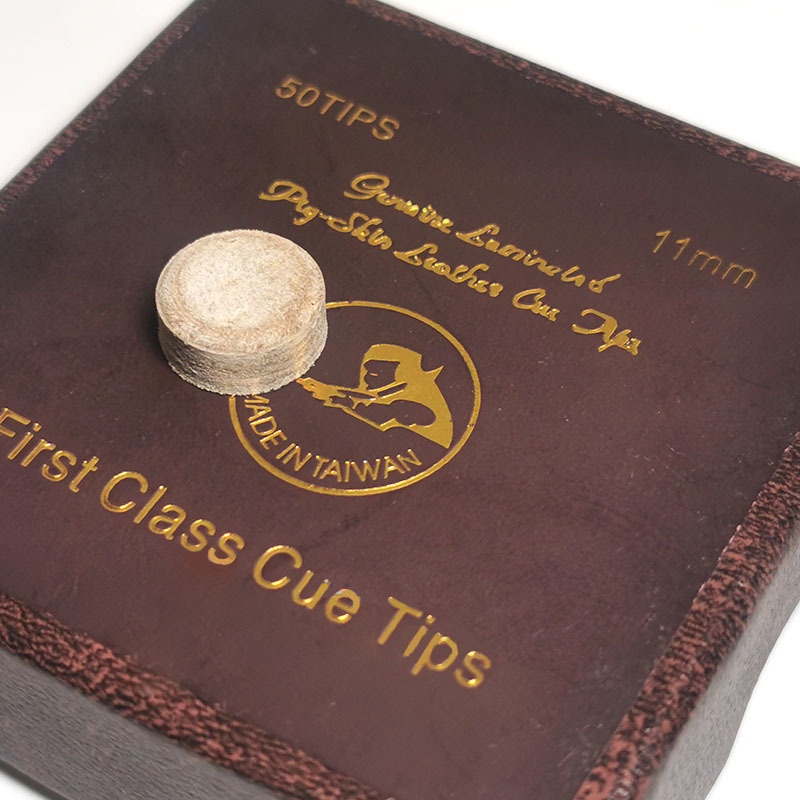 50TIPS
Genuine Laminated
Pig-Skin Leather Cue Tips
11mm
MADE IN TAIWAN
First Class Cue Tips